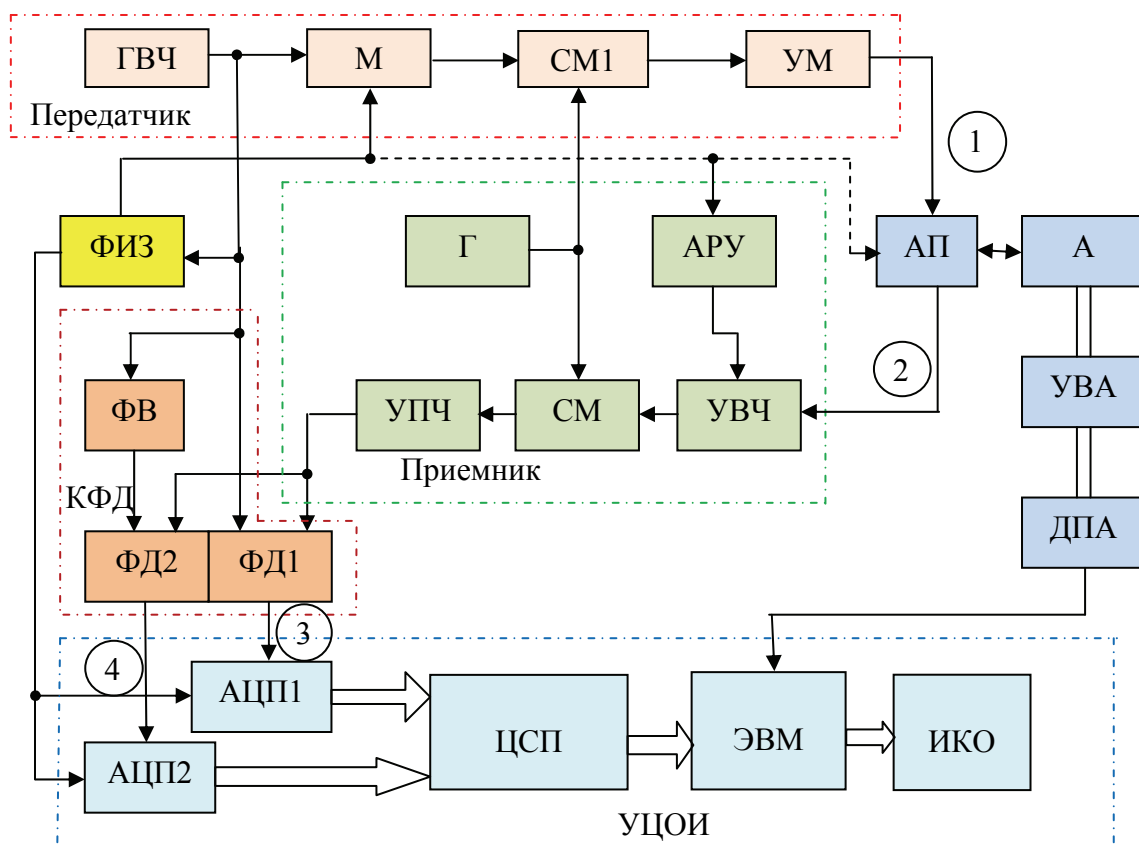 ГВЧ
М
СМ1
УМ
Передатчик
1
ФИЗ
Г
АРУ
АП
А
ФВ
УПЧ
СМ
УВЧ
2
УВА
Приемник
КФД
ФД2
ФД1
ДПА
3
4
АЦП1
ЦСП
ЭВМ
ИКО
АЦП2
УЦОИ